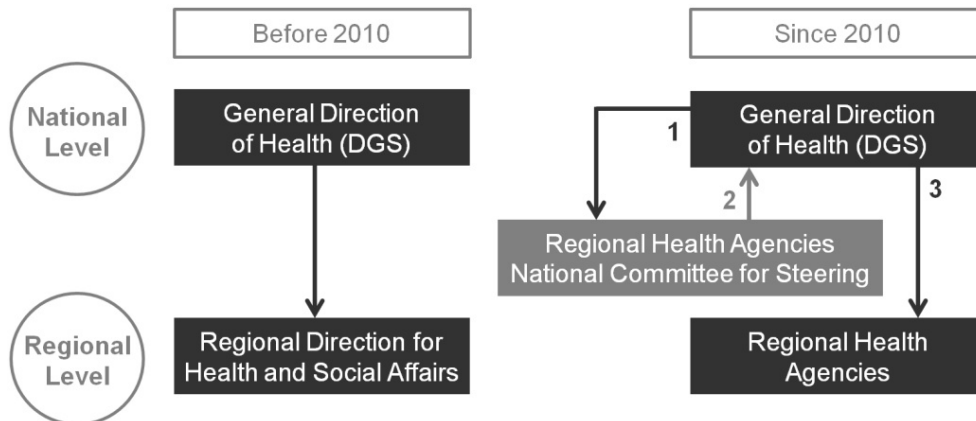 Before 2010
Since 2010
National
Level
General Direction
of Health (DGS)
1
General Direction
of Health (DGS)
2
3
Regional Health Agencies
National Committee for Steering
Regional
Level
Regional Direction for
Health and Social Affairs
Regional Health
Agencies